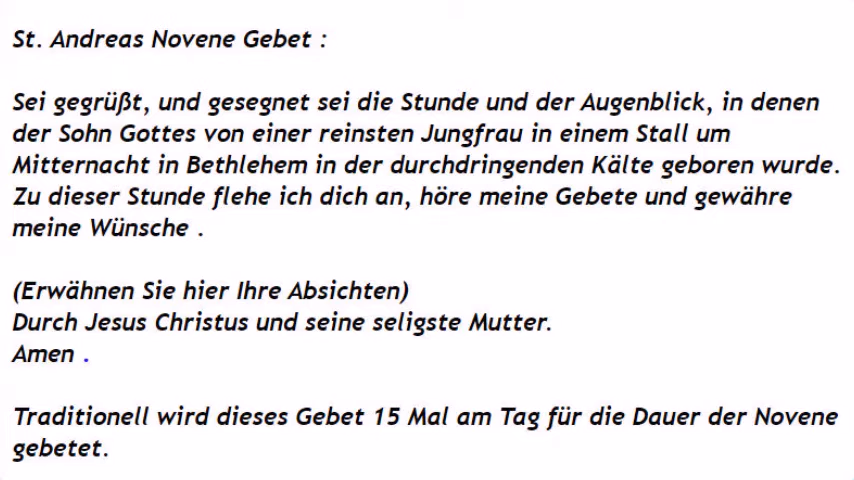 St. Andreas Novene Gebet :
Sei gegrüßt, und gesegnet sei die Stunde und der Augenblick, in denen
der Sohn Gottes von einer reinsten Jungfrau in einem Stall um
Mitternacht in Bethlehem in der durchdringenden Kälte geboren wurde.
Zu dieser Stunde flehe ich dich an, höre meine Gebete und gewähre
meine Wünsche .
(Erwähnen Sie hier Ihre Absichten)
Durch Jesus Christus und seine seligste Mutter.
Amen .
Traditionell wird dieses Gebet 15 Mal am Tag für die Dauer der Novene
gebetet.